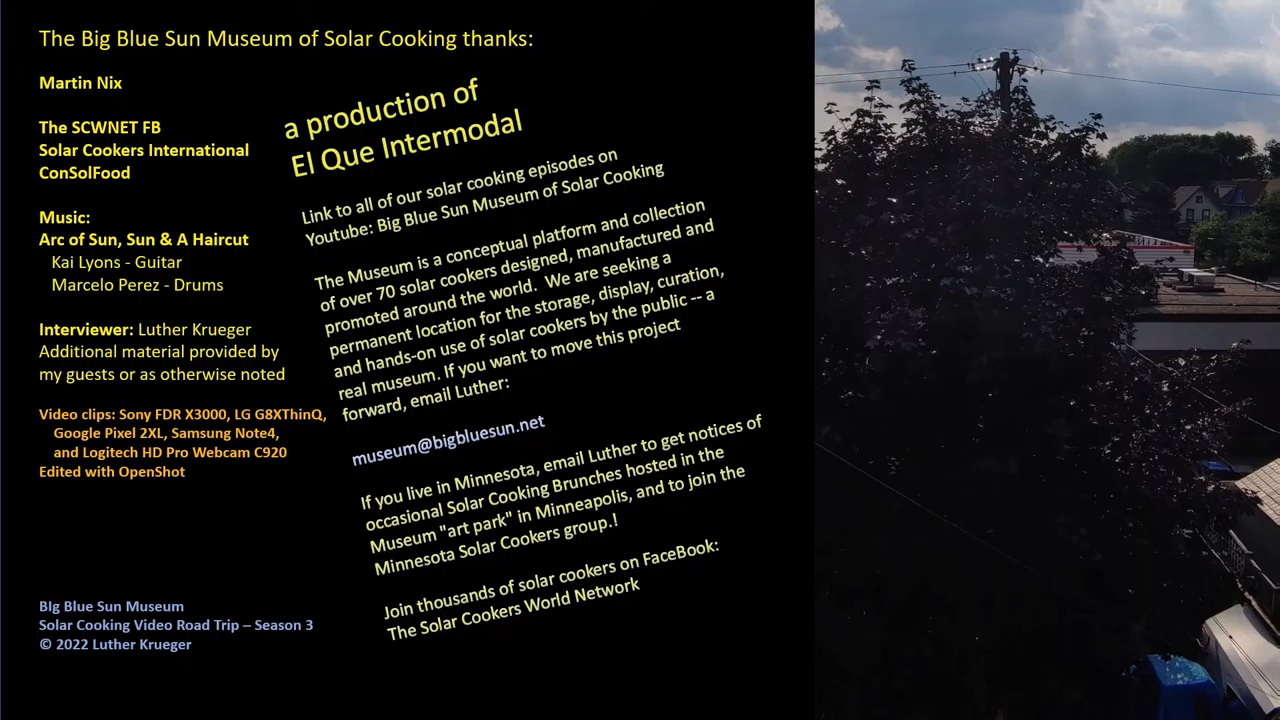 The Big Blue Sun Museum of Solar Cooking thanks:
Martin Nix
The SCWNET FB
Solar Cookers International
ConSolFood
Music:
Arc of Sun, Sun & A Haircut
Kai Lyons - Guitar
Marcelo Perez - Drums
Interviewer: Luther Krueger
Additional material provided by
my guests or as otherwise noted
Video clips: Sony FDR X3000, LG G8XThinQ,
Google Pixel 2XL, Samsung Note4,
and Logitech HD Pro Webcam C920
Edited with OpenShot
BIg Blue Sun Museum
Solar Cooking Video Road Trip – Season 3
© 2022 Luther Krueger
a production of
El Que Intermodal
Link to all of our solar cooking episodes on
Youtube: Big Blue Sun Museum of Solar Cooking
The Museum is a conceptual platform and collection
of over 70 solar cookers designed, manufactured and
promoted around the world. We are seeking a
permanent location for the storage, display, curation,
and hands-on use of solar cookers by the public -- a
real museum. If you want to move this project
forward, email Luther:
museum@bigbluesun.net
If you live in Minnesota, email Luther to get notices of
occasional Solar Cooking Brunches hosted in the
Museum "art park" in Minneapolis, and to join the
Minnesota Solar Cookers group.!
Join thousands of solar cookers on FaceBook:
The Solar Cookers World Network